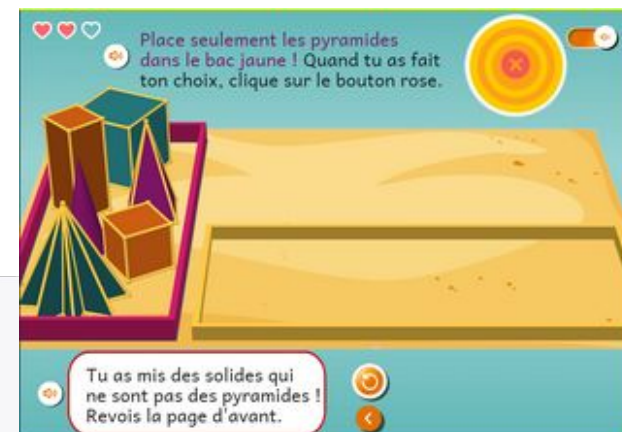 Place seulement les pyramides
dans le bac jaune ! Quand tu as fait
ton choix, clique sur le bouton rose.
Tu as mis des solides qui
ne sont pas des pyramides !
Revois la page d'avant.